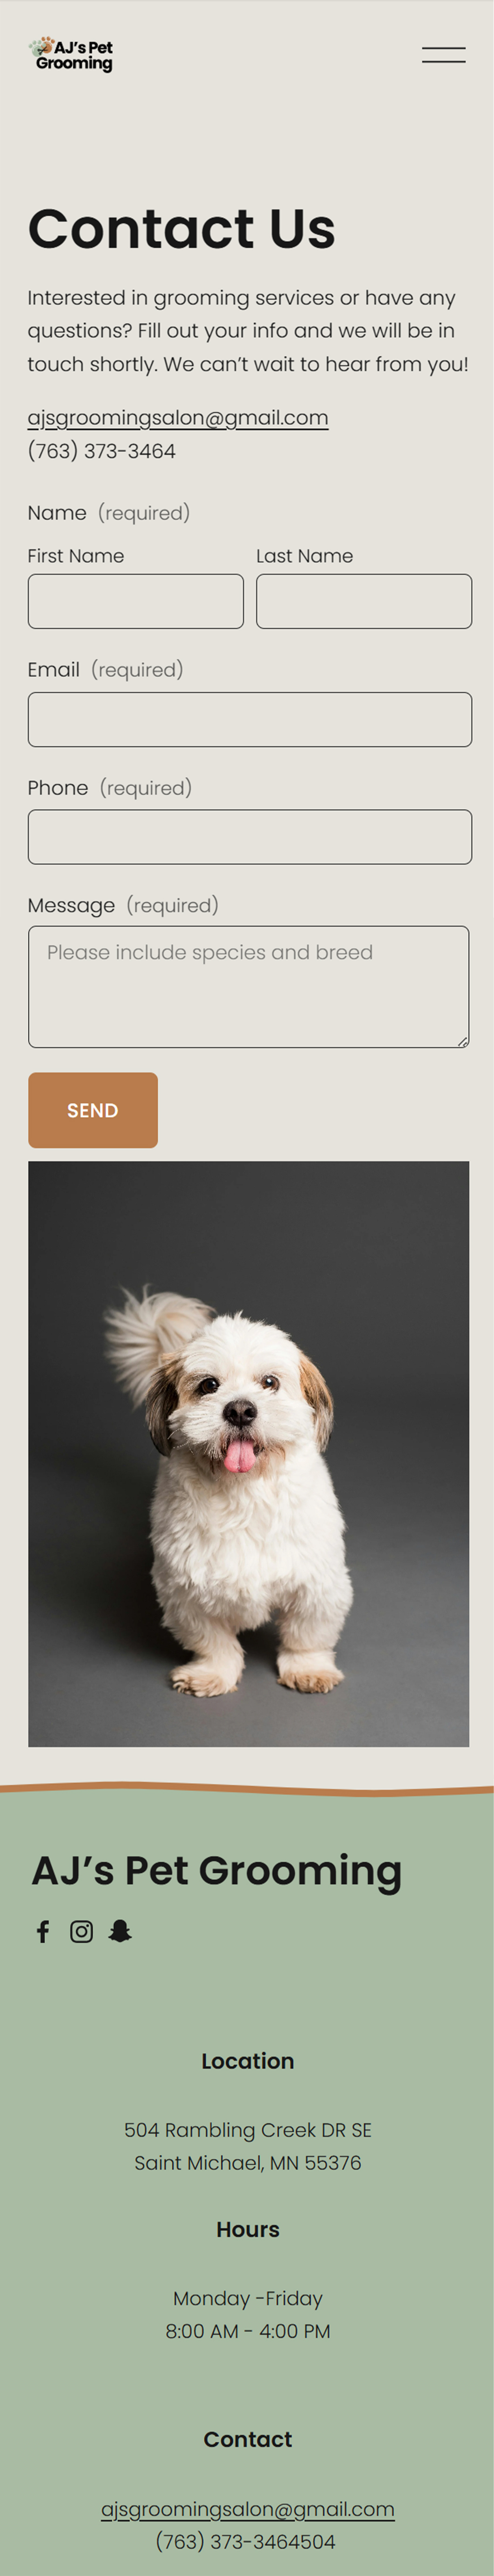 AJ's Pet
Grooming
Contact Us
Interested in grooming services or have any
questions? Fill out your info and we will be in
touch shortly. We can't wait to hear from you!
ajsgroomingsalon@gmail.com
(763) 373-3464
Name (required)
First Name Last Name
Email (required)
Phone (required)
Message (required)
Please include species and breed
SEND
AJ's Pet Grooming
Location
504 Rambling Creek DR SE
Saint Michael, MN 55376
Hours
Monday -Friday
8:00 AM - 4:00 PM
Contact
ajsgroomingsalon@gmail.com
(763) 373-3464504